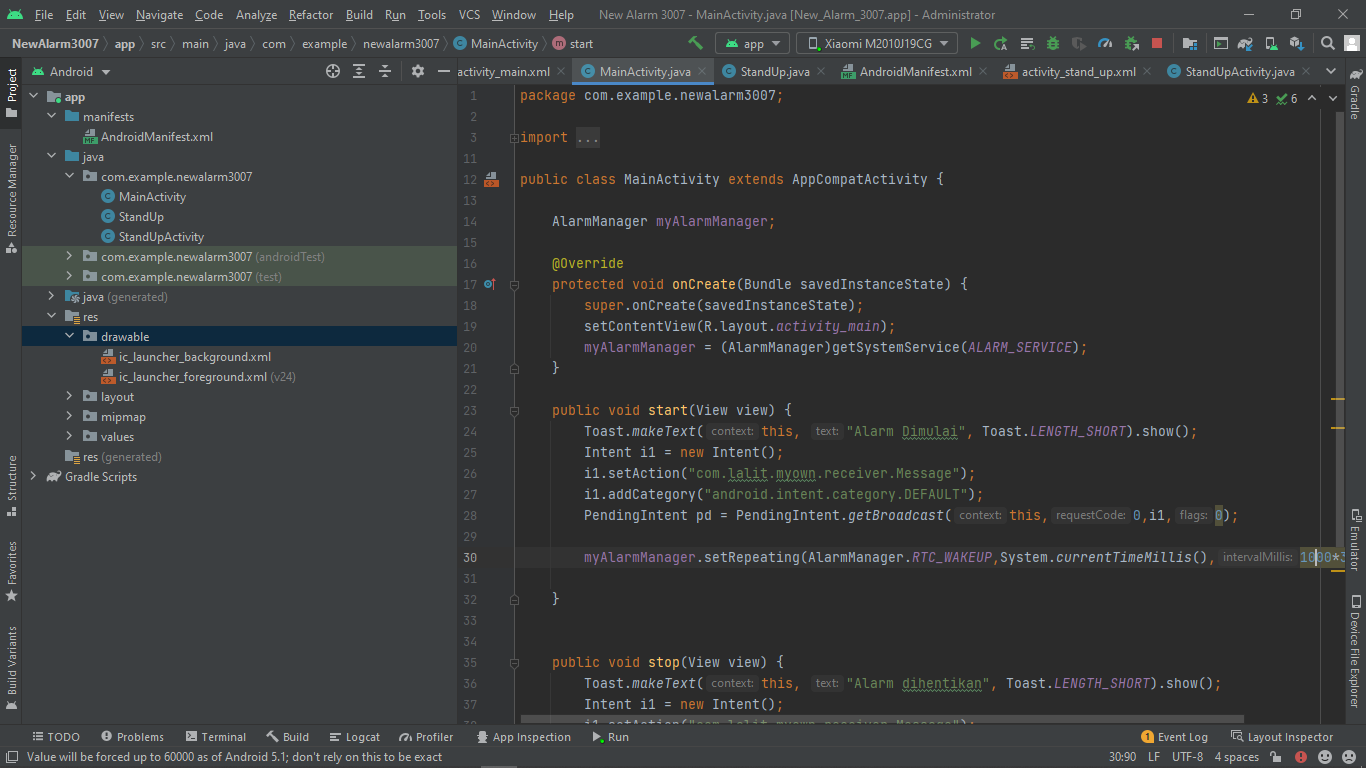 File Edit View Navigate Code Analyze Refactor Build Run Tools VCS Window Help New Alarm 3007 - MainActivity.java [New_Alarm_3007.app] - Administrator
NewAlarm3007 app src main java com example newalarm3007 MainActivity start app Xiaomi M2010J19CG
Android activity_main.xml MainActivity.java StandUp.java AndroidManifest.xml activity_stand_up.xml StandUpActivity.java
Project
Resource Manager
Structure
Favorites
Build Variants
app
manifests
AndroidManifest.xml
java
com.example.newalarm3007
MainActivity
StandUp
StandUpActivity
com.example.newalarm3007 (androidTest)
com.example.newalarm3007 (test)
java (generated)
res
drawable
ic_launcher_background.xml
ic_launcher_foreground.xml (v24)
layout
mipmap
values
res (generated)
Gradle Scripts
3 6
1 package com.example.newalarm3007;
2
3 import ...
11
12 public class MainActivity extends AppCompatActivity {
13
14 AlarmManager myAlarmManager;
15
16 @Override
17 protected void onCreate(Bundle savedInstanceState) {
18 super.onCreate(savedInstanceState);
19 setContentView(R.layout.activity_main);
20 myAlarmManager = (AlarmManager)getSystemService(ALARM_SERVICE);
21 }
22
23 public void start(View view) {
24 Toast.makeText( context: this, text: "Alarm Dimulai", Toast.LENGTH_SHORT).show();
25 Intent i1 = new Intent();
26 i1.setAction("com.lalit.myown.receiver.Message");
27 i1.addCategory("android.intent.category.DEFAULT");
28 PendingIntent pd = PendingIntent.getBroadcast( context: this, requestCode: 0,i1, flags: 0);
29
30 myAlarmManager.setRepeating(AlarmManager.RTC_WAKEUP,System.currentTimeMillis(), intervalMillis: 1000*3
31
32 }
33
34
35 public void stop(View view) {
36 Toast.makeText( context: this, text: "Alarm dihentikan", Toast.LENGTH_SHORT).show();
37 Intent i1 = new Intent();
Gradle
Emulator
Device File Explorer
TODO Problems Terminal Build Logcat Profiler App Inspection Run 1 Event Log Layout Inspector
Value will be forced up to 60000 as of Android 5.1; don't rely on this to be exact 30:90 LF UTF-8 4 spaces